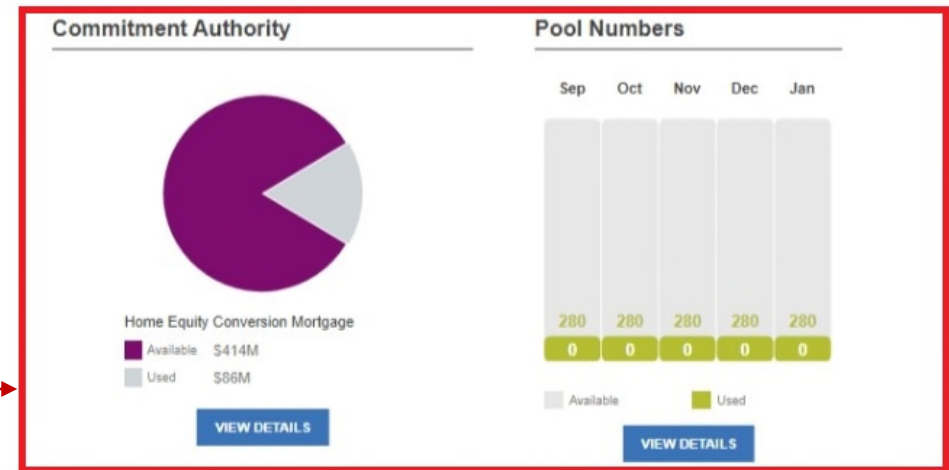 Commitment Authority
Home Equity Conversion Mortgage
Available $414M
Used $86M
VIEW DETAILS
Pool Numbers
Sep Oct Nov Dec Jan
280 280 280 280 280
0 0 0 0 0
Available Used
VIEW DETAILS